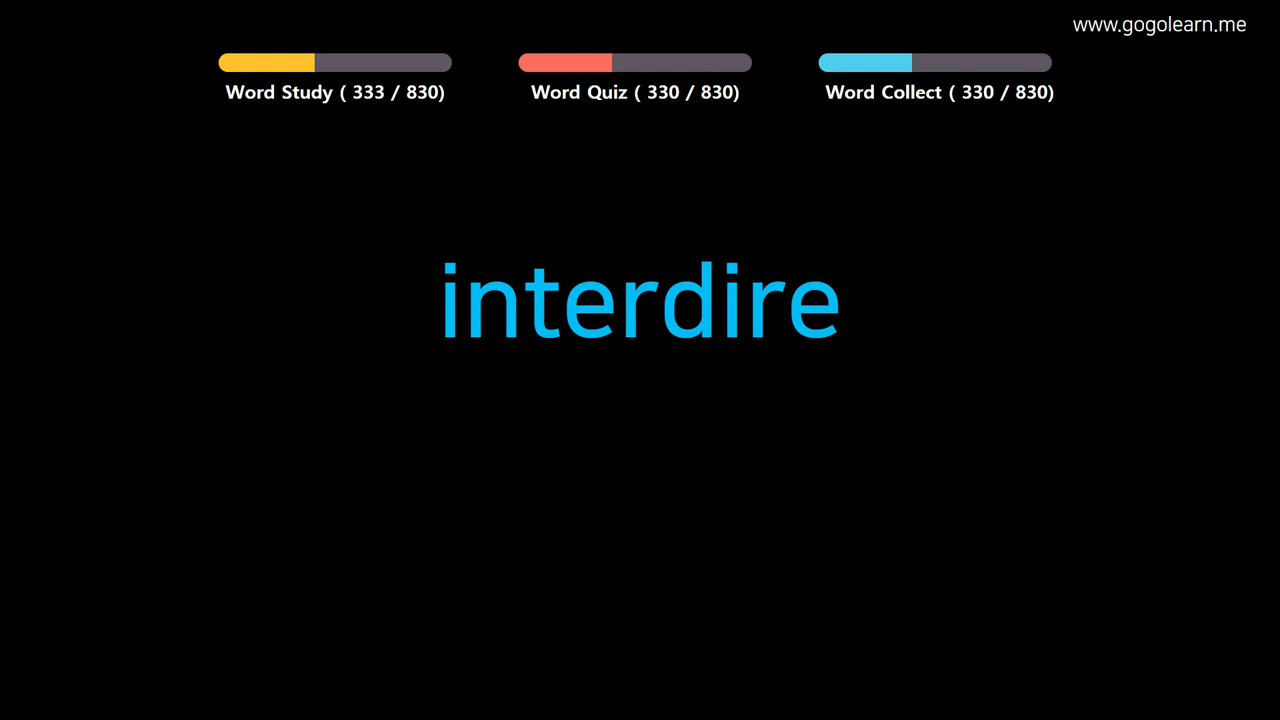 www.gogolearn.me
Word Study ( 333 / 830)
Word Quiz ( 330 / 830)
Word Collect ( 330 / 830)
interdire